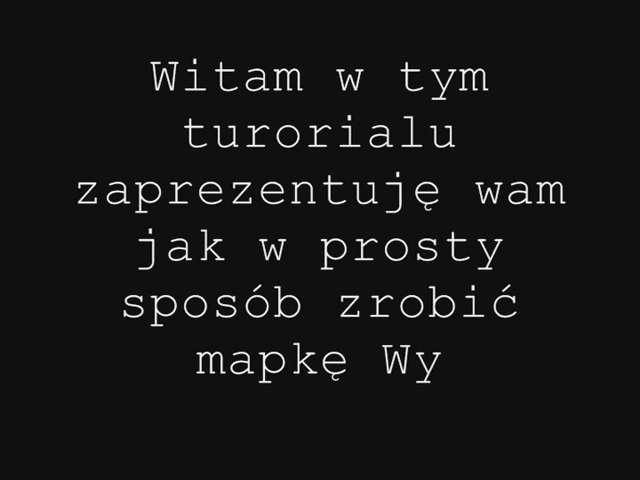 Witam w tym
turorialu
zaprezentuję wam
jak w prosty
sposób zrobić
mapkę Wy